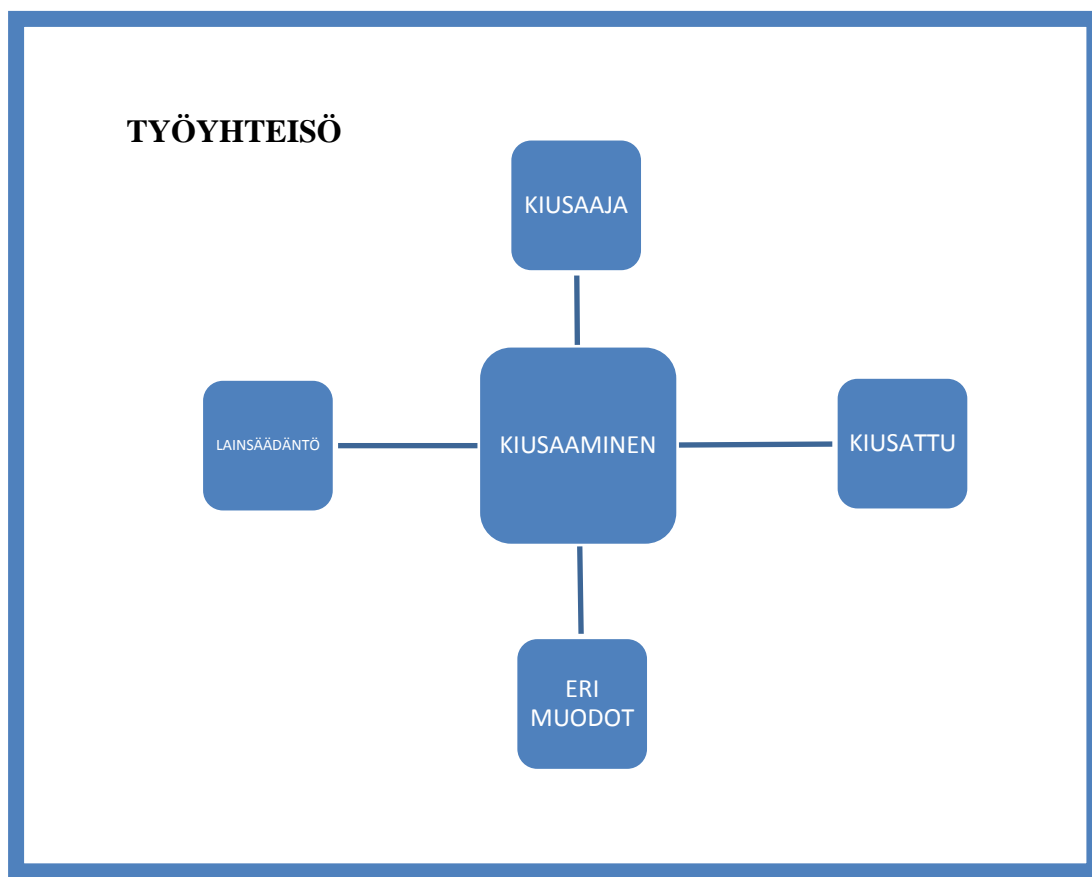 TYÖYHTEISÖ
KIUSAAJA
LAINSÄÄDÄNTÖ
KIUSAAMINEN
KIUSATTU
ERI
MUODOT